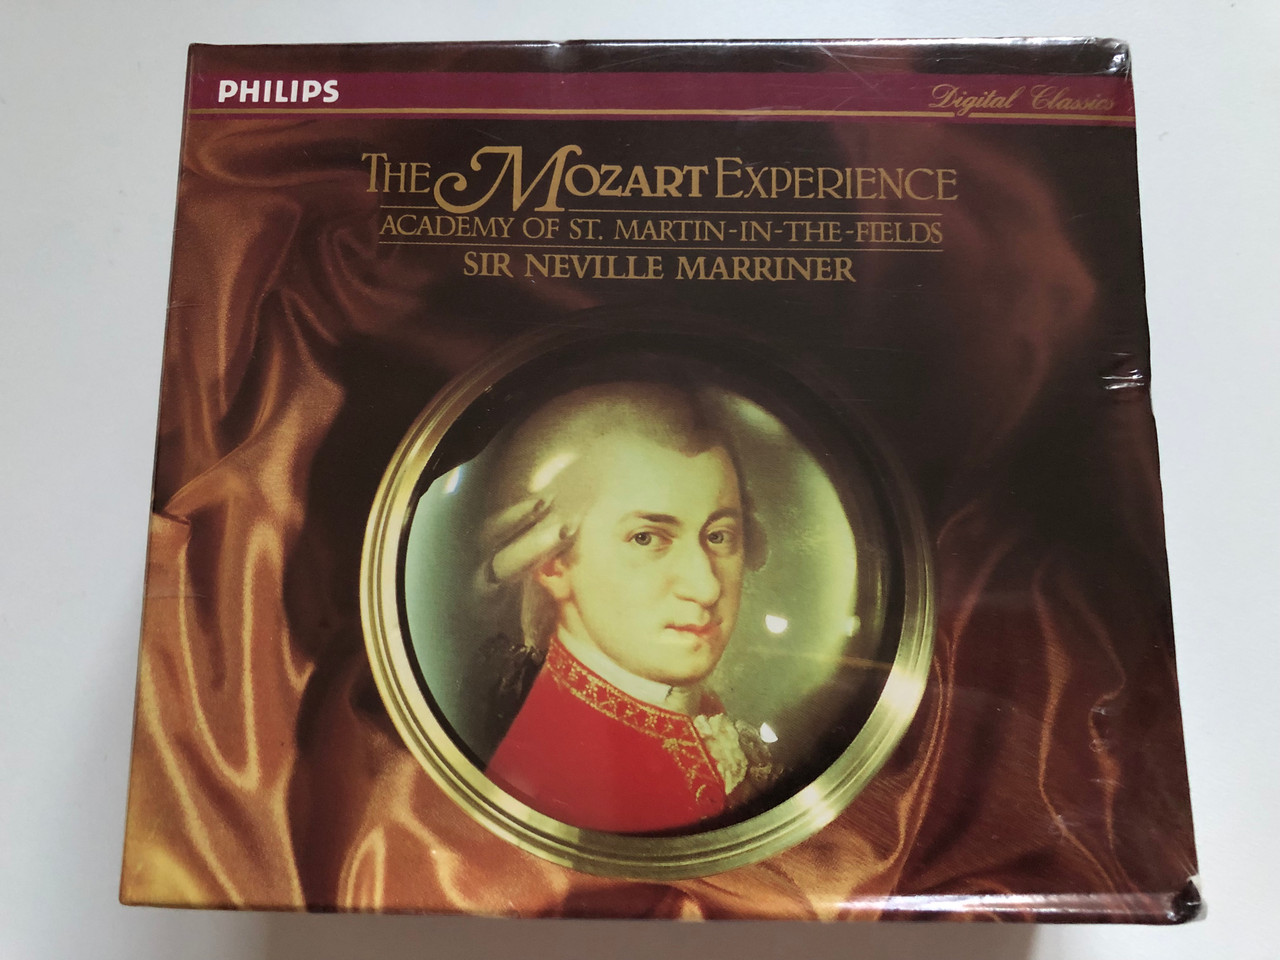 PHILIPS
Digital Classics
THE MOZART EXPERIENCE
ACADEMY OF ST. MARTIN-IN-THE-FIELDS
SIR NEVILLE MARRINER